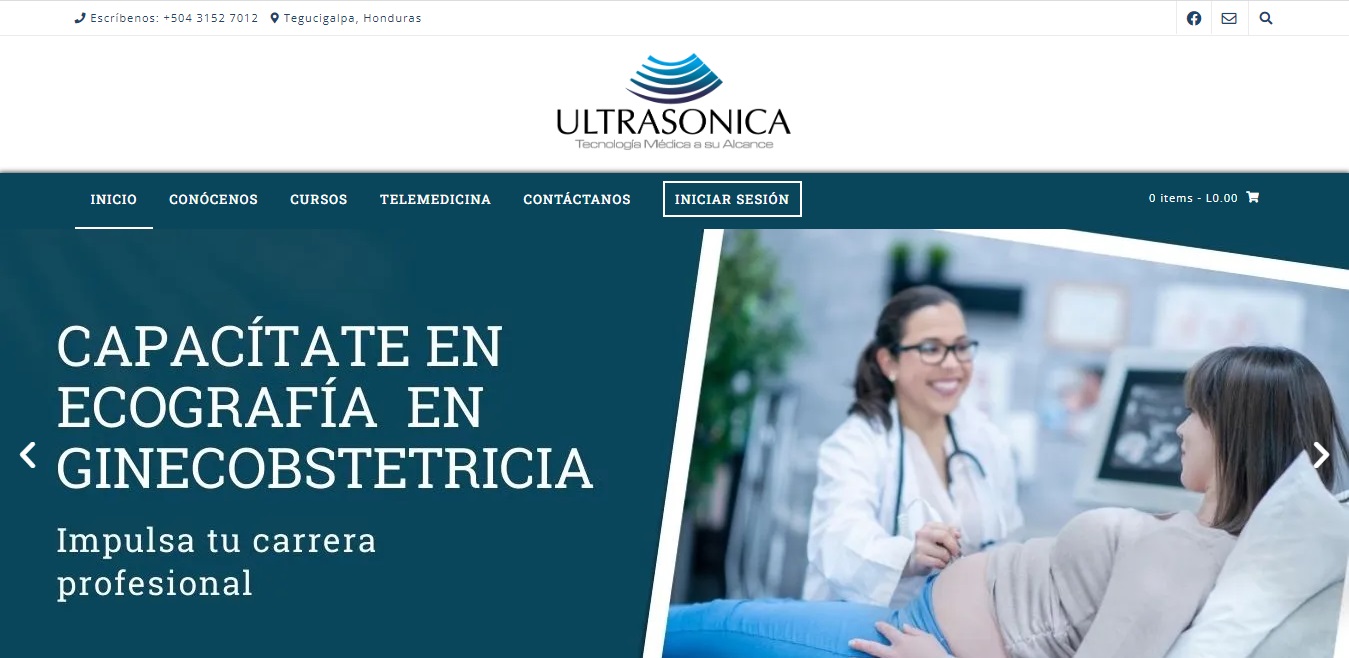 Escríbenos: +504 3152 7012 Tegucigalpa, Honduras
ULTRASONICA
Tecnología Médica a su Alcance
INICIO CONÓCENOS CURSOS TELEMEDICINA CONTÁCTANOS INICIAR SESIÓN 0 items - L0.00
CAPACÍTATE EN
ECOGRAFÍA EN
GINECOBSTETRICIA
Impulsa tu carrera
profesional